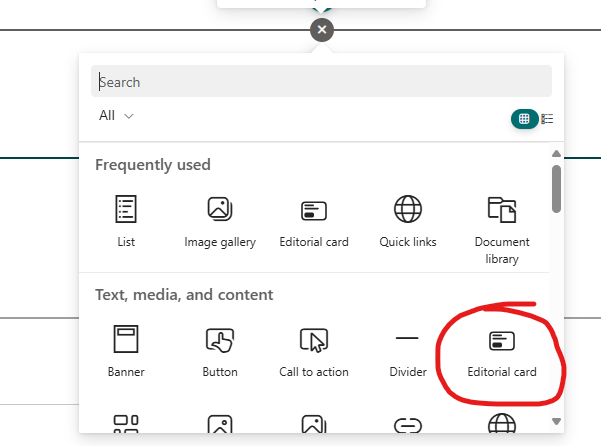 Search
All
Frequently used
List
Image gallery
Editorial card
Quick links
Document
library
Text, media, and content
Banner
Button
Call to action
Divider
Editorial card